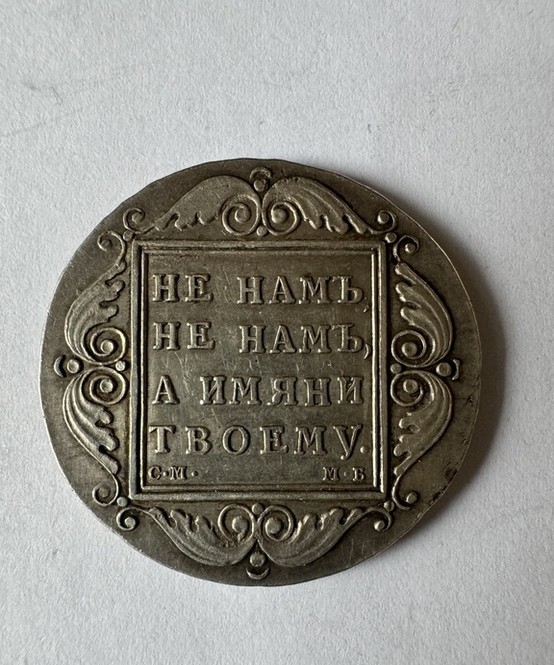 НЕ НАМЪ,
НЕ НАМЪ,
А ИМЯНИ
ТВОЕМУ.
С·М· М·Б